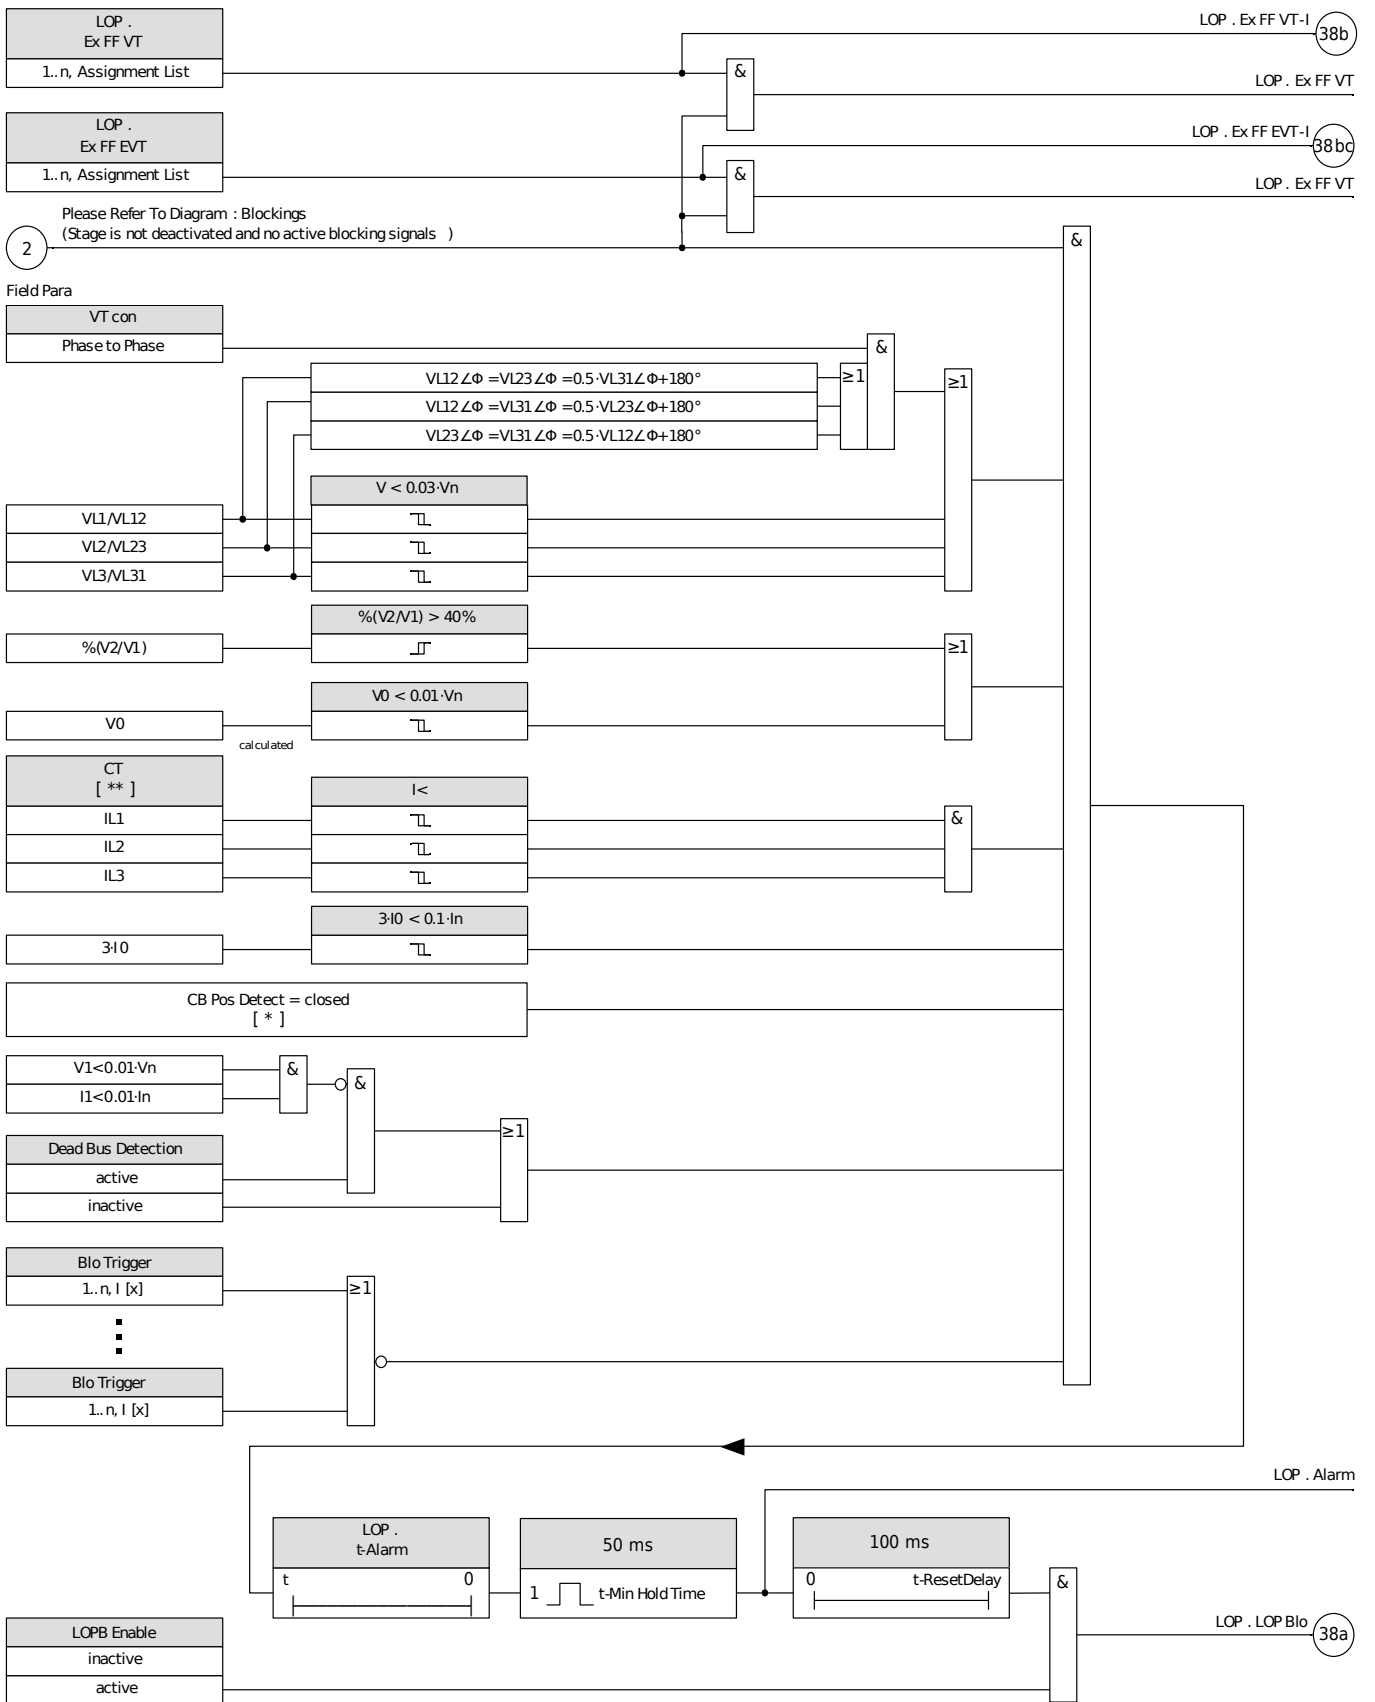 LOP .
Ex FF VT
1..n, Assignment List
LOP . Ex FF VT-I
38b
&
LOP . Ex FF VT
LOP .
Ex FF EVT
1..n, Assignment List
LOP . Ex FF EVT-I
38bc
&
LOP . Ex FF VT
Please Refer To Diagram : Blockings
(Stage is not deactivated and no active blocking signals )
2
&
Field Para
VT con
Phase to Phase
&
≥1
VL12∠Φ =VL23∠Φ =0.5·VL31∠Φ+180°
VL12∠Φ =VL31∠Φ =0.5·VL23∠Φ+180°
VL23∠Φ =VL31∠Φ =0.5·VL12∠Φ+180°
≥1
V < 0.03·Vn
VL1/VL12
VL2/VL23
VL3/VL31
%(V2/V1) > 40%
%(V2/V1)
≥1
V0 < 0.01·Vn
V0
calculated
CT
[ ** ]
I<
IL1
&
IL2
IL3
3·I0 < 0.1·In
3·I0
CB Pos Detect = closed
[ * ]
V1<0.01·Vn
&
I1<0.01·In
&
≥1
Dead Bus Detection
active
inactive
Blo Trigger
1..n, I [x]
≥1
Blo Trigger
1..n, I [x]
LOP . Alarm
LOP .
t-Alarm
t 0
50 ms
1 t-Min Hold Time
100 ms
0 t-ResetDelay
&
LOP . LOP Blo
38a
LOPB Enable
inactive
active